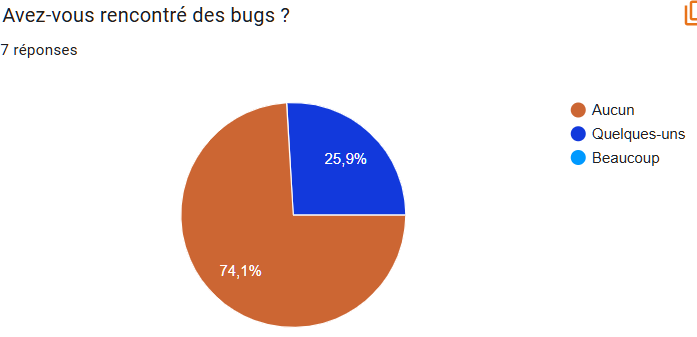 Avez-vous rencontré des bugs ?
7 réponses
Aucun
Quelques-uns
Beaucoup
25,9%
74,1%